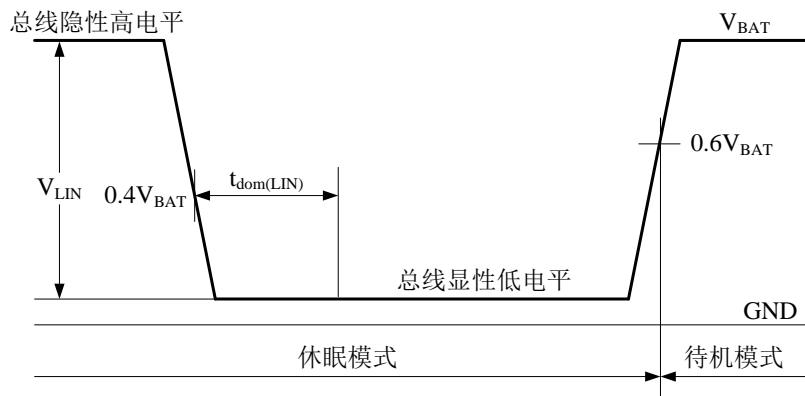 总线隐性高电平
V_BAT
V_LIN
0.4V_BAT
t_dom(LIN)
0.6V_BAT
总线显性低电平
GND
休眠模式
待机模式